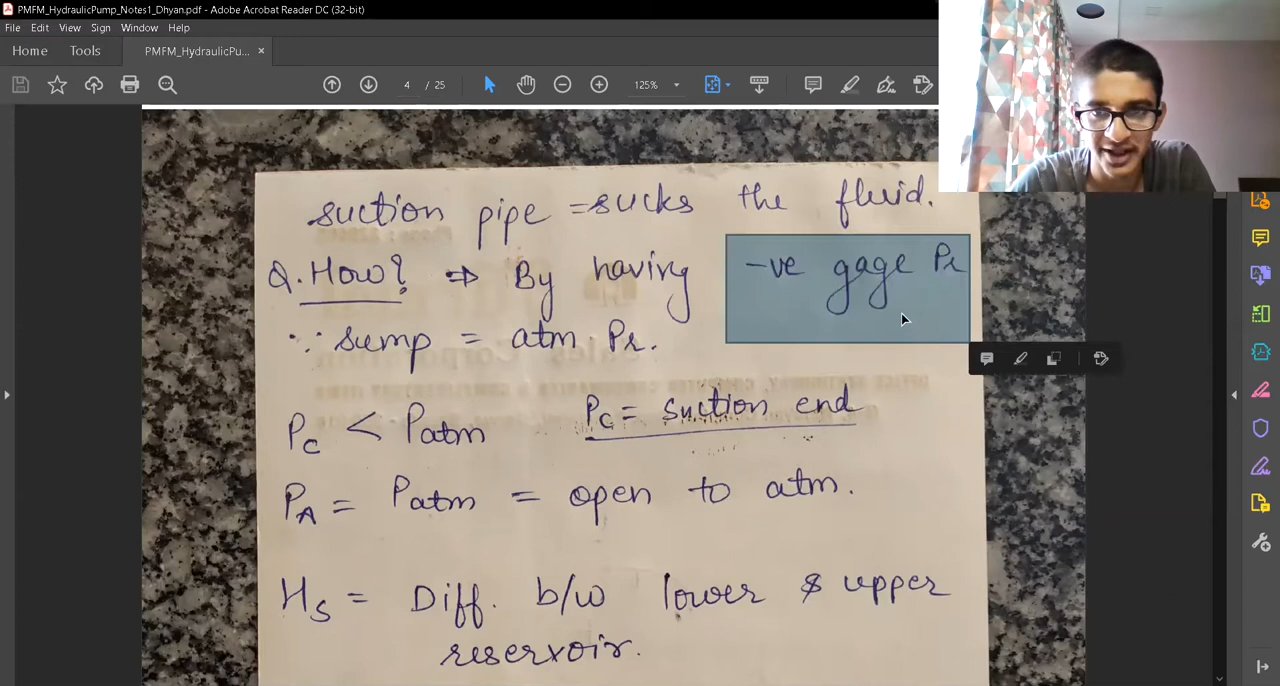 PMFM_HydraulicPump_Notes1_Dhyan.pdf - Adobe Acrobat Reader DC (32-bit)
File Edit View Sign Window Help
Home Tools PMFM_HydraulicPu... ×
4 / 25 125%
suction pipe = sucks the fluid.
Q. How? ⇒ By having -ve gage Pr
∵ sump = atm Pr.
Pc < Patm Pc = suction end
PA = Patm = open to atm.
Hs = Diff. b/w lower & upper
reservoir.